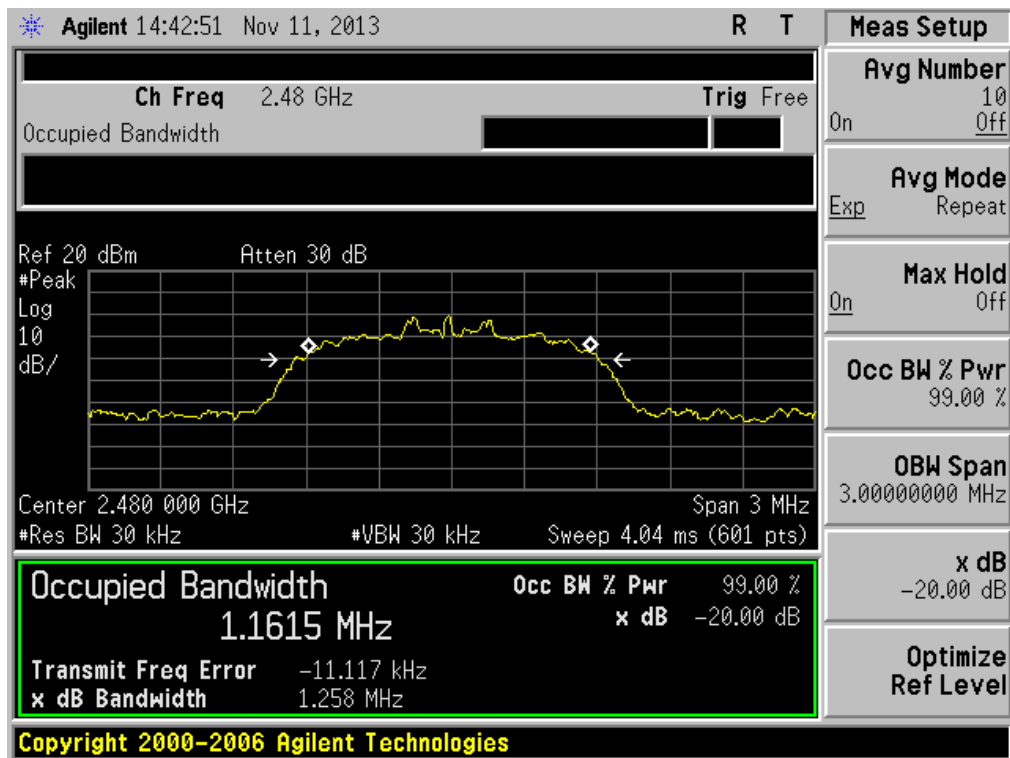 Agilent 14:42:51 Nov 11, 2013 R T
Ch Freq 2.48 GHz Trig Free
Occupied Bandwidth
Ref 20 dBm Atten 30 dB
#Peak
Log
10
dB/
Center 2.480 000 GHz Span 3 MHz
#Res BW 30 kHz #VBW 30 kHz Sweep 4.04 ms (601 pts)
Occupied Bandwidth Occ BW % Pwr 99.00 %
1.1615 MHz x dB -20.00 dB
Transmit Freq Error -11.117 kHz
x dB Bandwidth 1.258 MHz
Copyright 2000-2006 Agilent Technologies
Meas Setup
Avg Number
10
On Off
Avg Mode
Exp Repeat
Max Hold
On Off
Occ BW % Pwr
99.00 %
OBW Span
3.00000000 MHz
x dB
-20.00 dB
Optimize
Ref Level